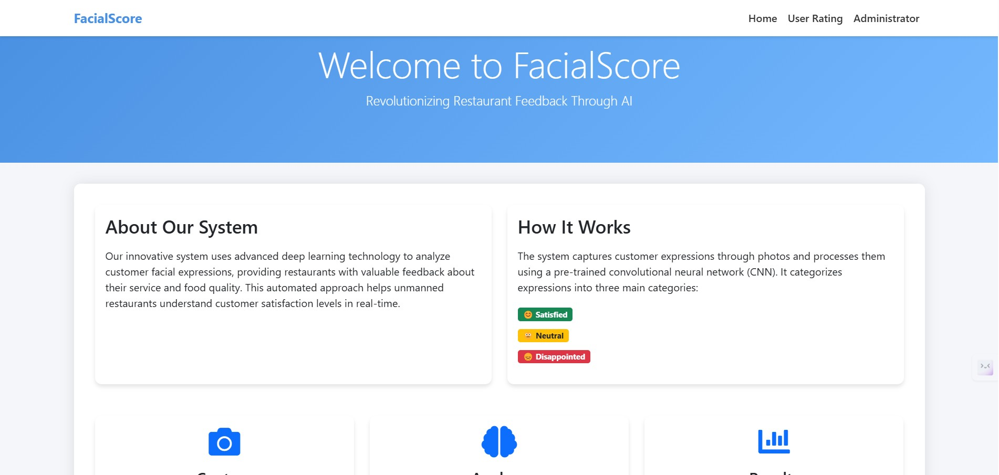 FacialScore
Home User Rating Administrator
Welcome to FacialScore
Revolutionizing Restaurant Feedback Through AI
About Our System
Our innovative system uses advanced deep learning technology to analyze
customer facial expressions, providing restaurants with valuable feedback about
their service and food quality. This automated approach helps unmanned
restaurants understand customer satisfaction levels in real-time.
How It Works
The system captures customer expressions through photos and processes them
using a pre-trained convolutional neural network (CNN). It categorizes
expressions into three main categories:
Satisfied
Neutral
Disappointed